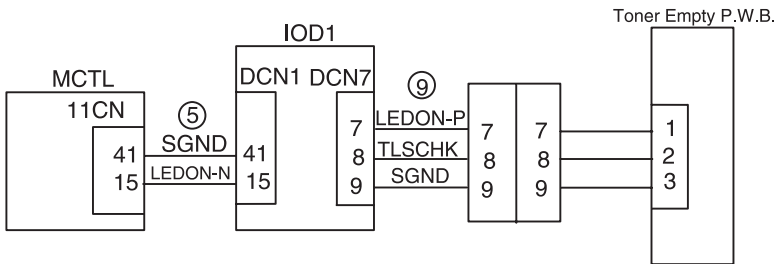 Toner Empty P.W.B.
IOD1
MCTL
DCN1 DCN7
11CN
⑤
⑨
SGND
LEDON-N
LEDON-P
TLSCHK
SGND
41
15
41
15
7
8
9
7
8
9
7
8
9
1
2
3